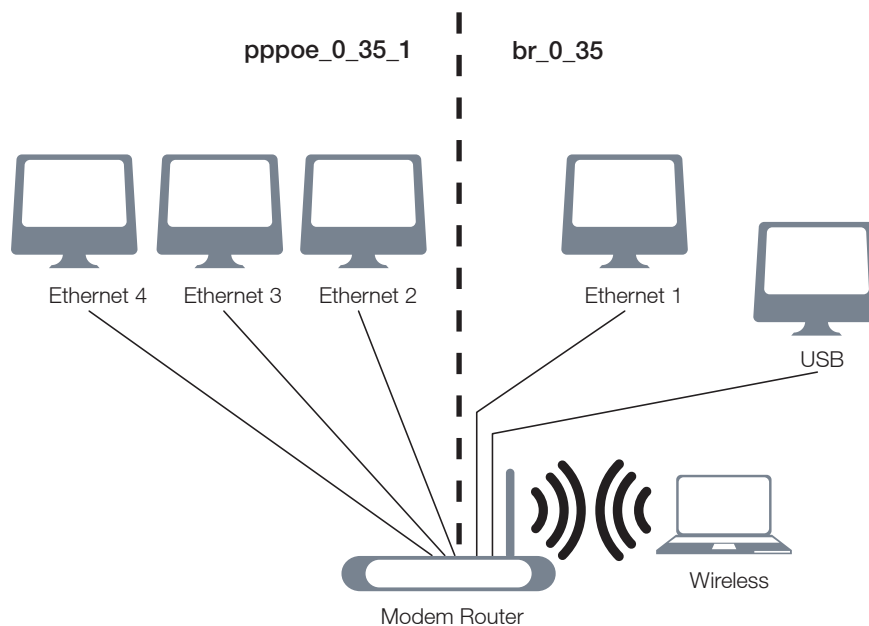 pppoe_0_35_1
br_0_35
Ethernet 4
Ethernet 3
Ethernet 2
Ethernet 1
USB
Wireless
Modem Router